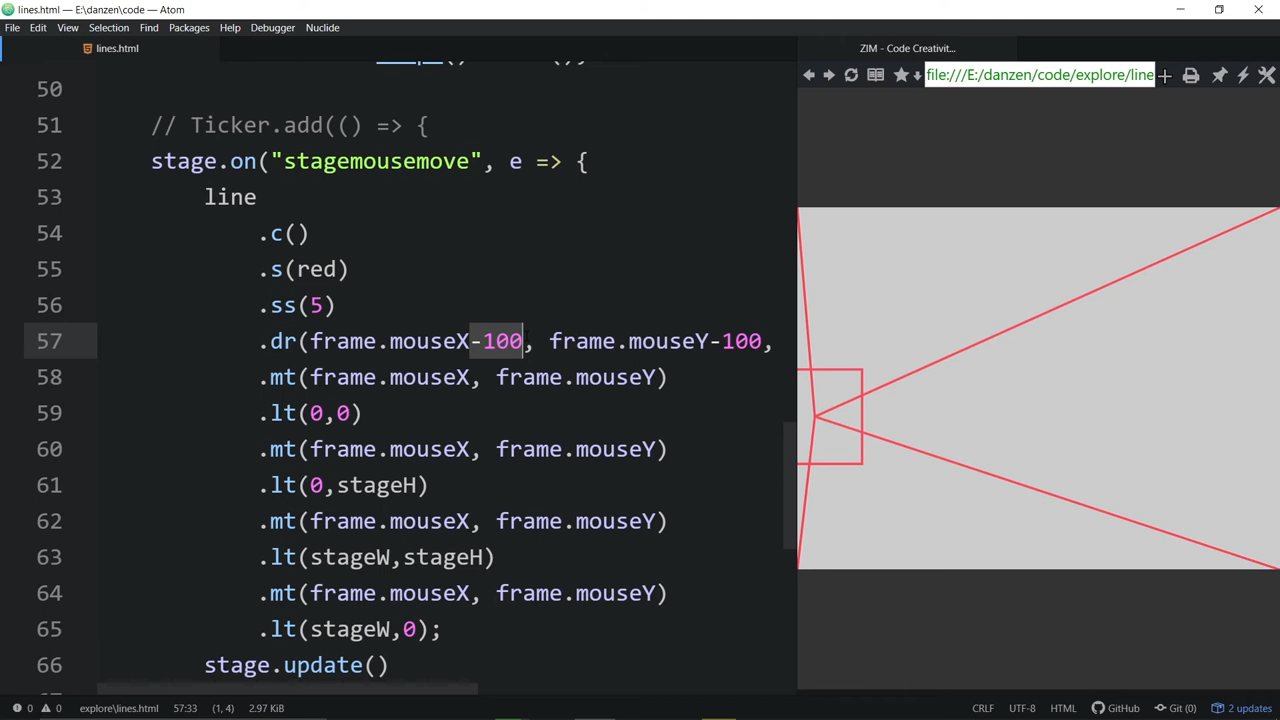 lines.html — E:\danzen\code — Atom
File Edit View Selection Find Packages Help Debugger Nuclide
lines.html
ZIM - Code Creativit...
file:///E:/danzen/code/explore/line
50
51 // Ticker.add(() => {
52 stage.on("stagemousemove", e => {
53 line
54 .c()
55 .s(red)
56 .ss(5)
57 .dr(frame.mouseX-100, frame.mouseY-100,
58 .mt(frame.mouseX, frame.mouseY)
59 .lt(0,0)
60 .mt(frame.mouseX, frame.mouseY)
61 .lt(0,stageH)
62 .mt(frame.mouseX, frame.mouseY)
63 .lt(stageW,stageH)
64 .mt(frame.mouseX, frame.mouseY)
65 .lt(stageW,0);
66 stage.update()
0 0 explore\lines.html 57:33 (1, 4) 2.97 KiB CRLF UTF-8 HTML GitHub Git (0) 2 updates